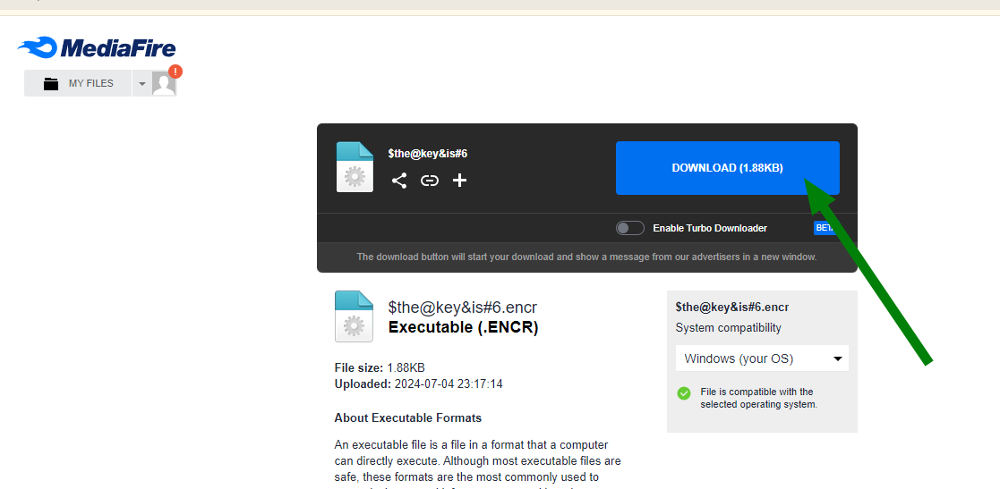 MediaFire
MY FILES
!
$the@key&is#6
DOWNLOAD (1.88KB)
Enable Turbo Downloader
The download button will start your download and show a message from our advertisers in a new window.
$the@key&is#6.encr
Executable (.ENCR)
File size: 1.88KB
Uploaded: 2024-07-04 23:17:14
About Executable Formats
An executable file is a file in a format that a computer
can directly execute. Although most executable files are
safe, these formats are the most commonly used to
$the@key&is#6.encr
System compatibility
Windows (your OS)
File is compatible with the
selected operating system.